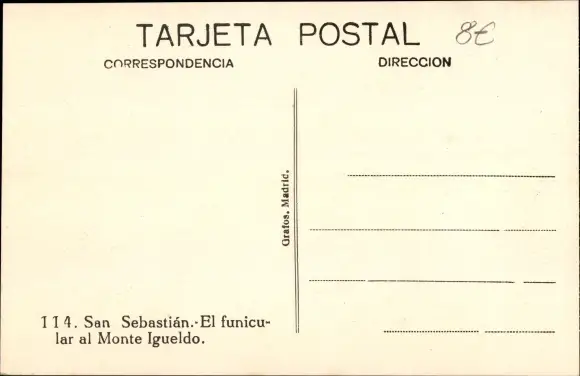 TARJETA POSTAL 8€
CORRESPONDENCIA DIRECCION
Grafos. Madrid.
114. San Sebastián.-El funicu-
lar al Monte Igueldo.